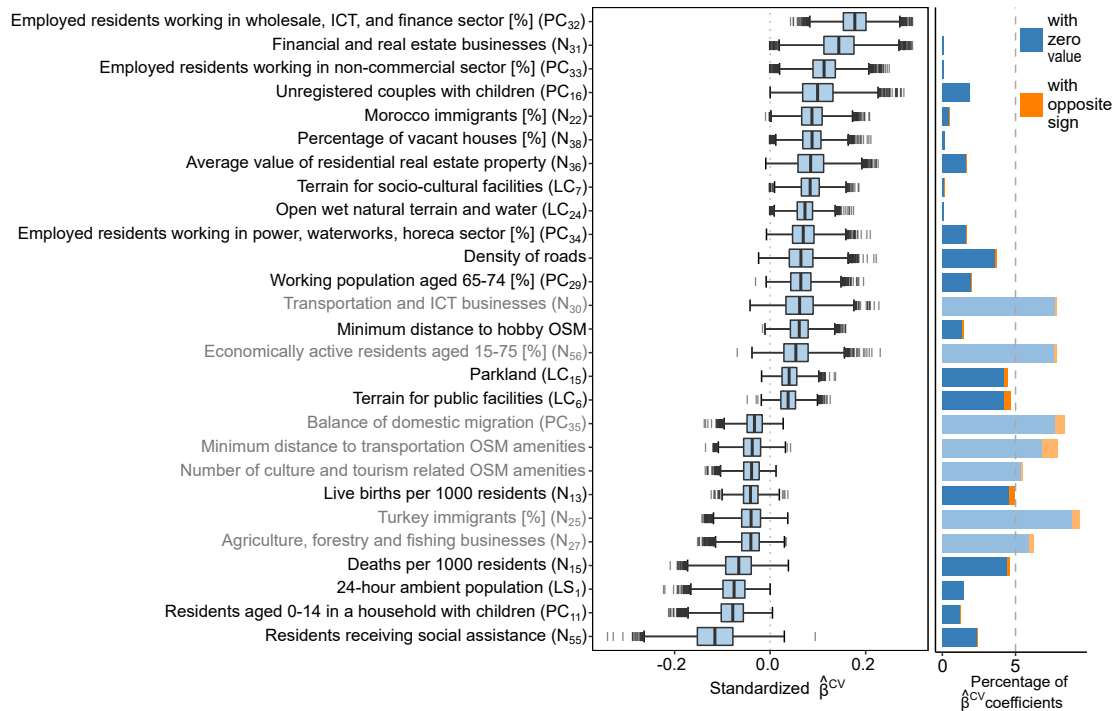 Employed residents working in wholesale, ICT, and finance sector [%] (PC32)
Financial and real estate businesses (N31)
Employed residents working in non-commercial sector [%] (PC33)
Unregistered couples with children (PC16)
Morocco immigrants [%] (N22)
Percentage of vacant houses [%] (N38)
Average value of residential real estate property (N36)
Terrain for socio-cultural facilities (LC7)
Open wet natural terrain and water (LC24)
Employed residents working in power, waterworks, horeca sector [%] (PC34)
Density of roads
Working population aged 65-74 [%] (PC29)
Transportation and ICT businesses (N30)
Minimum distance to hobby OSM
Economically active residents aged 15-75 [%] (N56)
Parkland (LC15)
Terrain for public facilities (LC6)
Balance of domestic migration (PC35)
Minimum distance to transportation OSM amenities
Number of culture and tourism related OSM amenities
Live births per 1000 residents (N13)
Turkey immigrants [%] (N25)
Agriculture, forestry and fishing businesses (N27)
Deaths per 1000 residents (N15)
24-hour ambient population (LS1)
Residents aged 0-14 in a household with children (PC11)
Residents receiving social assistance (N55)
-0.2 0.0 0.2
Standardized β̂CV
with
zero
value
with
opposite
sign
0 5
Percentage of
β̂CV coefficients